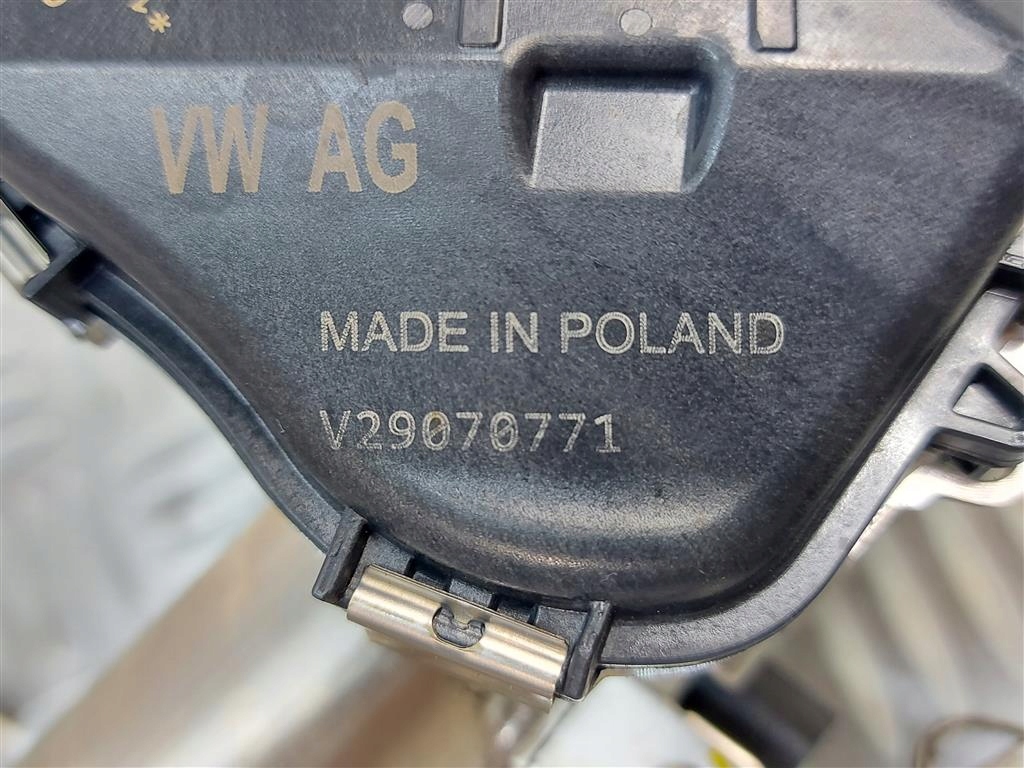 VW AG
MADE IN POLAND
V29070771